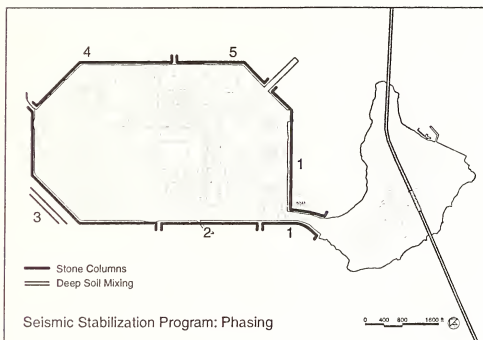 4
5
1
3
2
1
Stone Columns
Deep Soil Mixing
Seismic Stabilization Program: Phasing
0 400 800 1600 ft